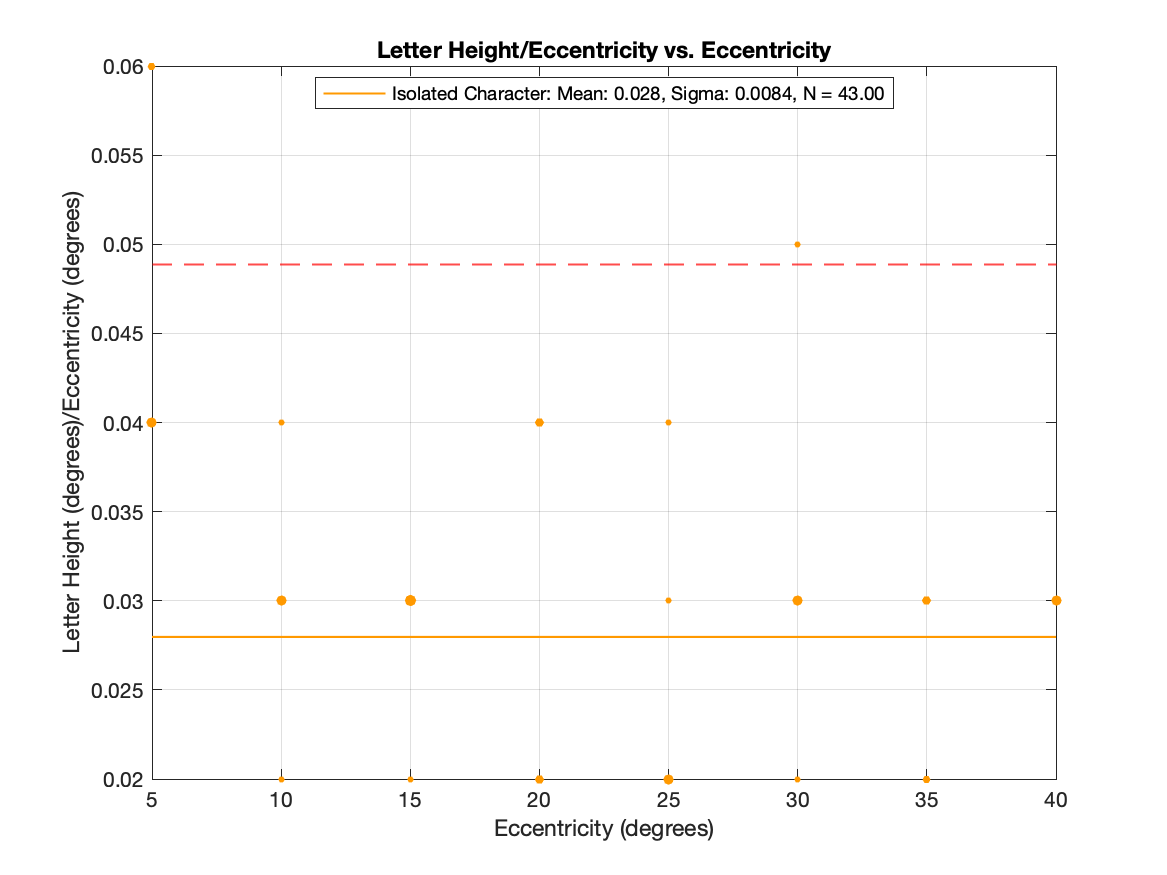 Letter Height/Eccentricity vs. Eccentricity
Isolated Character: Mean: 0.028, Sigma: 0.0084, N = 43.00
Letter Height (degrees)/Eccentricity (degrees)
0.06
0.055
0.05
0.045
0.04
0.035
0.03
0.025
0.02
5 10 15 20 25 30 35 40
Eccentricity (degrees)